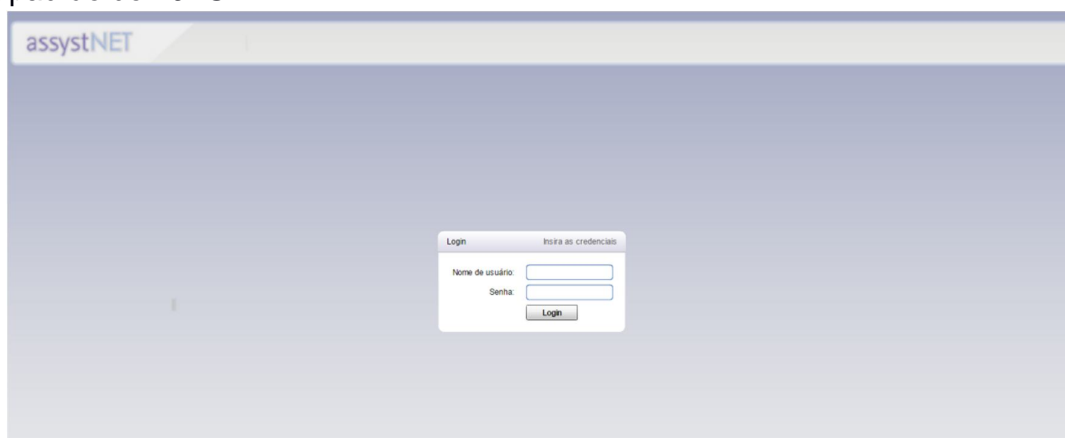 assystNET
Login Insira as credenciais
Nome de usuário:
Senha:
Login